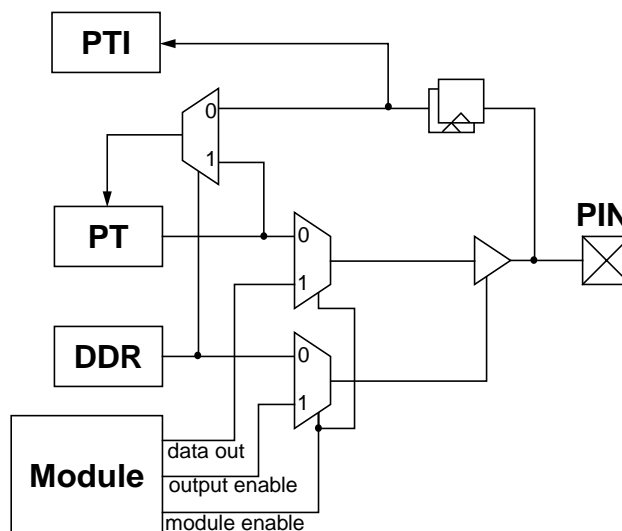 PTI
0
1
PT
PIN
0
1
DDR
0
1
Module
data out
output enable
module enable